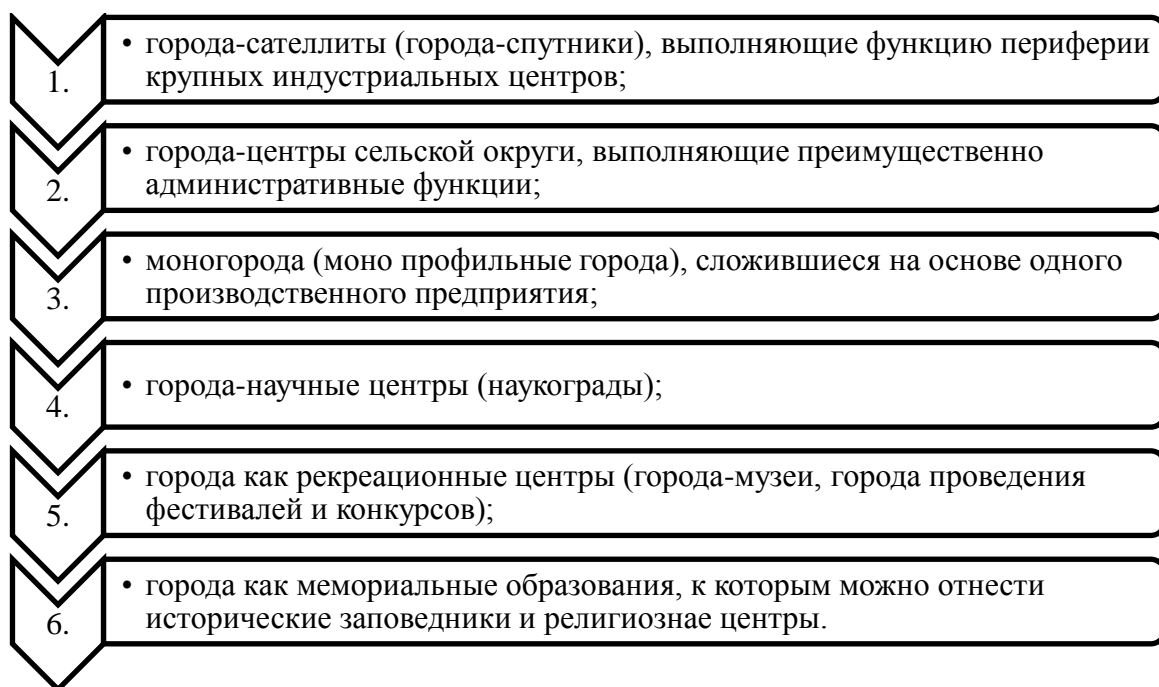 • города-сателлиты (города-спутники), выполняющие функцию периферии
1.
крупных индустриальных центров;
• города-центры сельской округи, выполняющие преимущественно
2.
административные функции;
• моногорода (моно профильные города), сложившиеся на основе одного
3.
производственного предприятия;
4.
• города-научные центры (наукограды);
• города как рекреационные центры (города-музеи, города проведения
5.
фестивалей и конкурсов);
• города как мемориальные образования, к которым можно отнести
6.
исторические заповедники и религиознае центры.